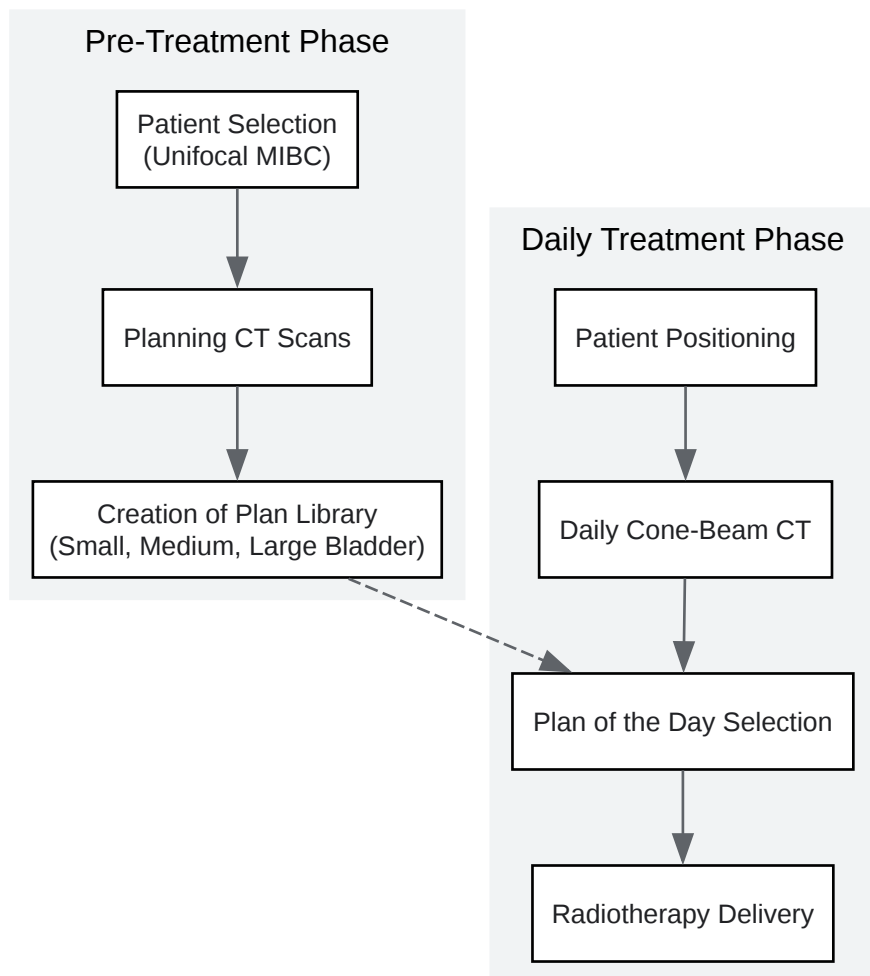 Pre-Treatment Phase
Patient Selection
(Unifocal MIBC)
Planning CT Scans
Creation of Plan Library
(Small, Medium, Large Bladder)
Daily Treatment Phase
Patient Positioning
Daily Cone-Beam CT
Plan of the Day Selection
Radiotherapy Delivery